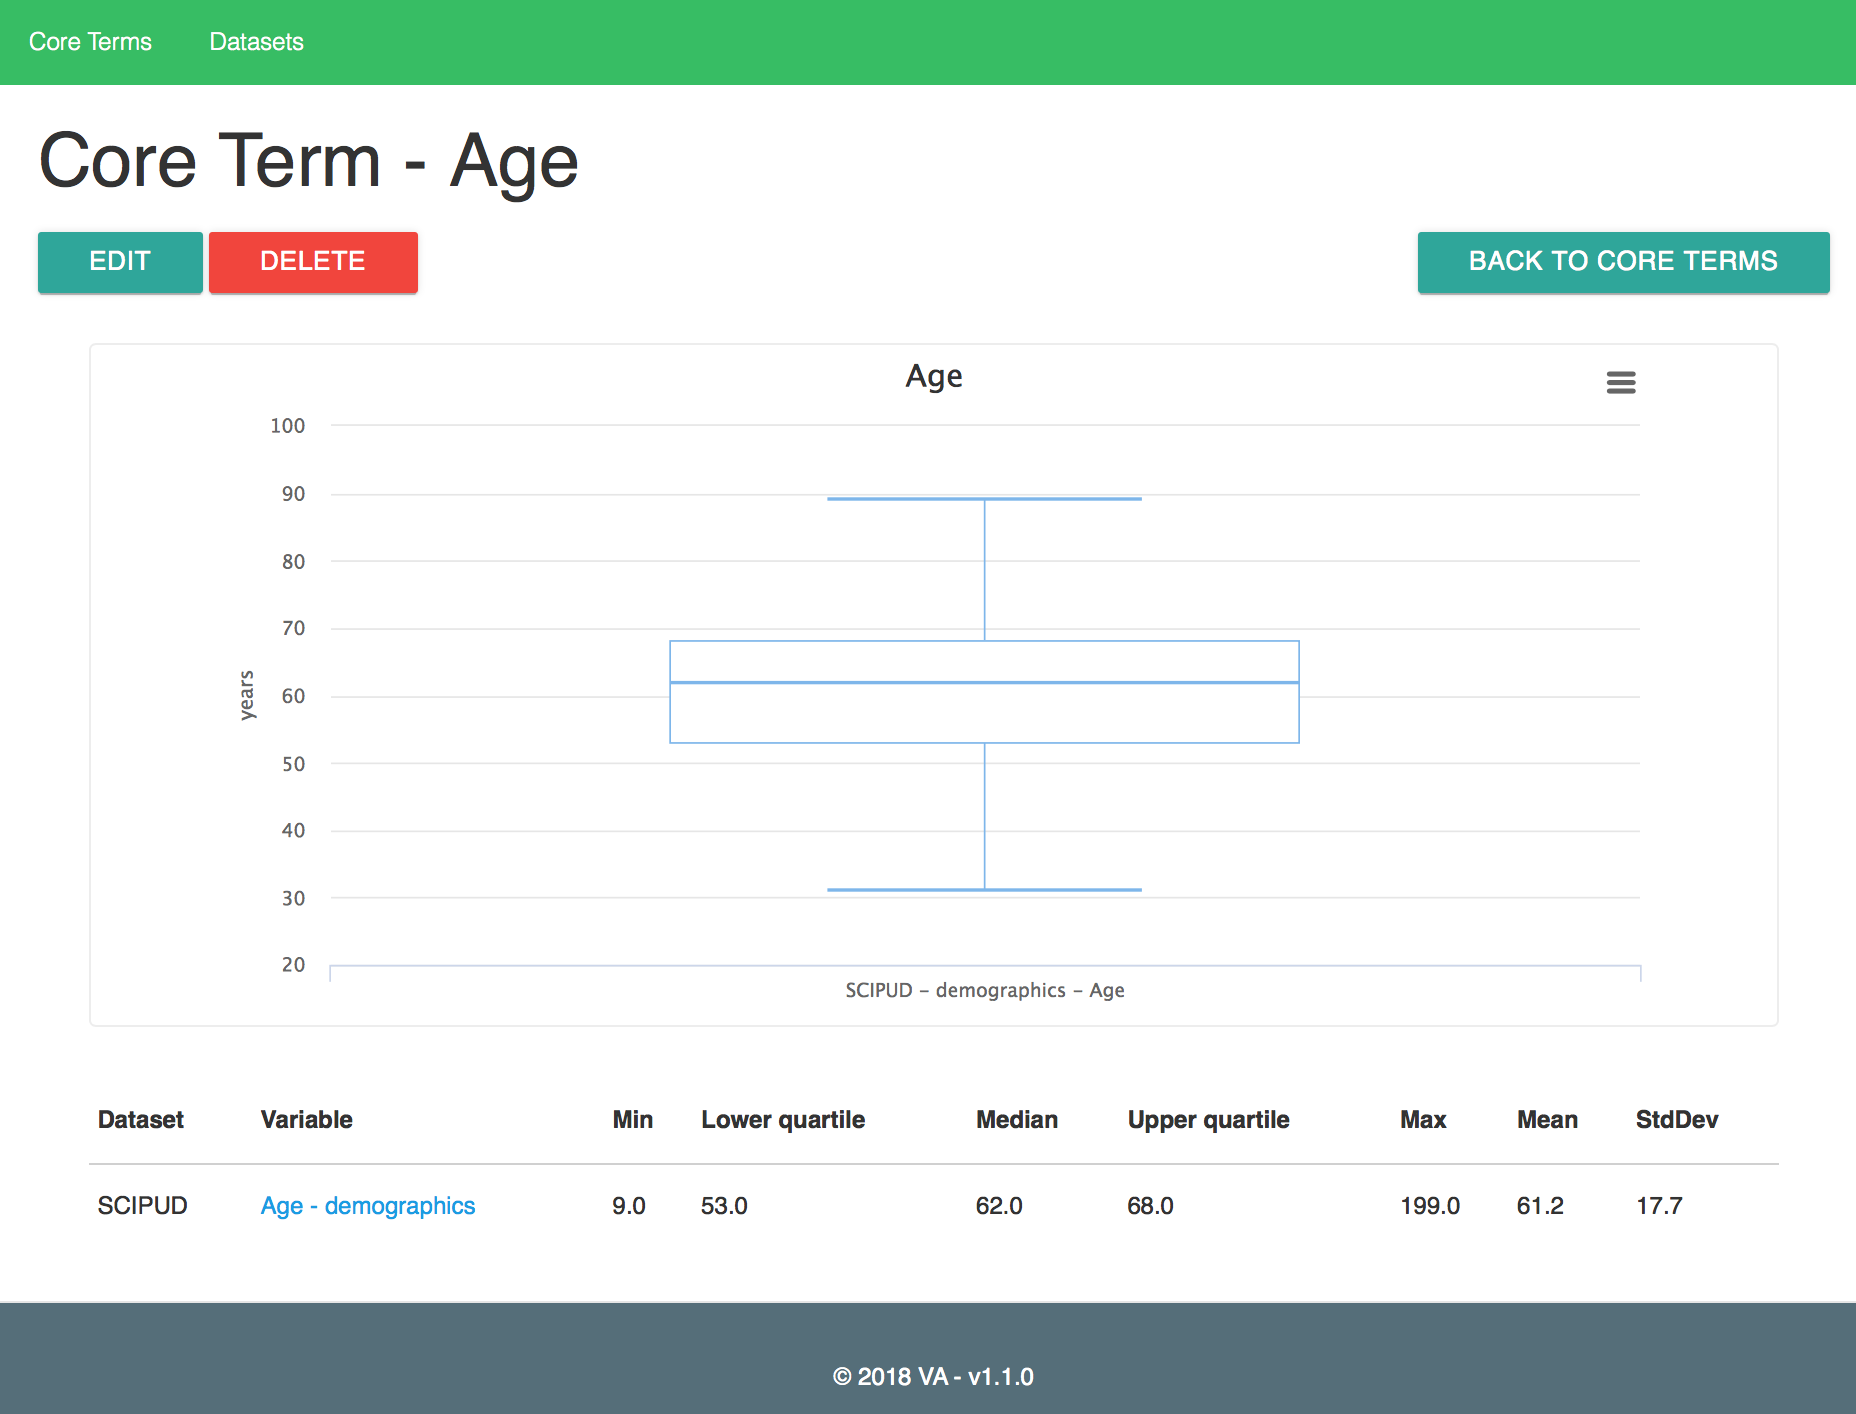 Core Terms Datasets
Core Term - Age
EDIT DELETE BACK TO CORE TERMS
Age
100
90
80
70
60
50
40
30
20
years
SCIPUD – demographics – Age
Dataset Variable Min Lower quartile Median Upper quartile Max Mean StdDev
SCIPUD Age - demographics 9.0 53.0 62.0 68.0 199.0 61.2 17.7
© 2018 VA - v1.1.0